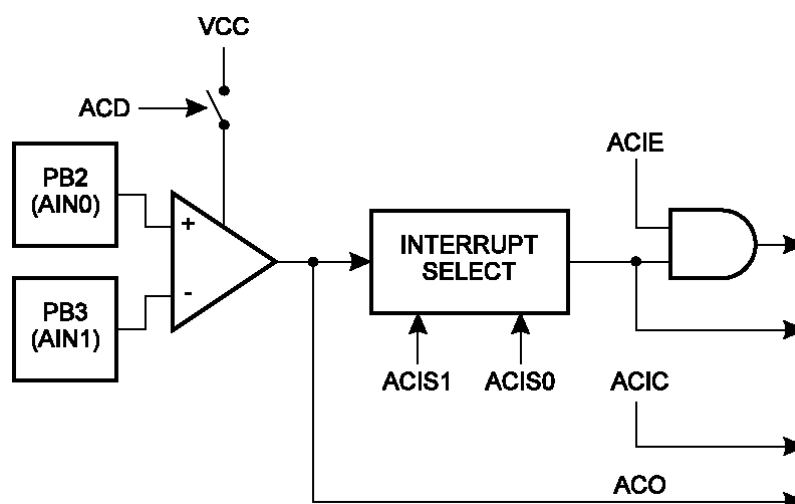 VCC
ACD
PB2
(AIN0)
+
-
PB3
(AIN1)
INTERRUPT
SELECT
ACIS1
ACIS0
ACIE
ACIC
ACO